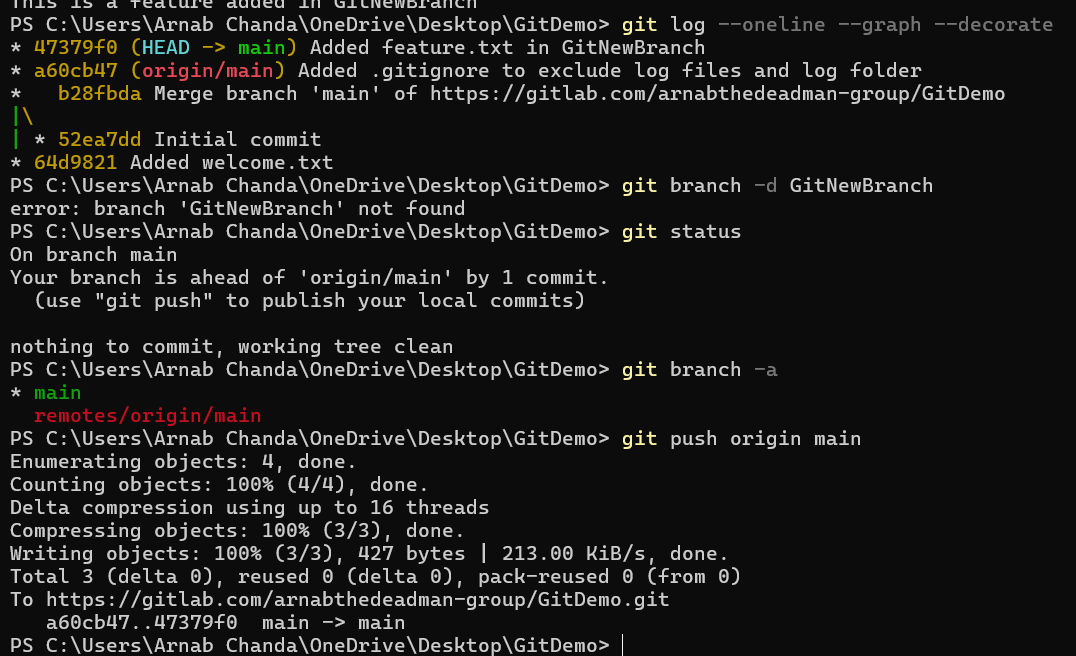 This is a feature added in GitNewBranch
PS C:\Users\Arnab Chanda\OneDrive\Desktop\GitDemo> git log --oneline --graph --decorate
* 47379f0 (HEAD -> main) Added feature.txt in GitNewBranch
* a60cb47 (origin/main) Added .gitignore to exclude log files and log folder
*   b28fbda Merge branch 'main' of https://gitlab.com/arnabthedeadman-group/GitDemo
|\
| * 52ea7dd Initial commit
* 64d9821 Added welcome.txt
PS C:\Users\Arnab Chanda\OneDrive\Desktop\GitDemo> git branch -d GitNewBranch
error: branch 'GitNewBranch' not found
PS C:\Users\Arnab Chanda\OneDrive\Desktop\GitDemo> git status
On branch main
Your branch is ahead of 'origin/main' by 1 commit.
  (use "git push" to publish your local commits)

nothing to commit, working tree clean
PS C:\Users\Arnab Chanda\OneDrive\Desktop\GitDemo> git branch -a
* main
  remotes/origin/main
PS C:\Users\Arnab Chanda\OneDrive\Desktop\GitDemo> git push origin main
Enumerating objects: 4, done.
Counting objects: 100% (4/4), done.
Delta compression using up to 16 threads
Compressing objects: 100% (3/3), done.
Writing objects: 100% (3/3), 427 bytes | 213.00 KiB/s, done.
Total 3 (delta 0), reused 0 (delta 0), pack-reused 0 (from 0)
To https://gitlab.com/arnabthedeadman-group/GitDemo.git
   a60cb47..47379f0  main -> main
PS C:\Users\Arnab Chanda\OneDrive\Desktop\GitDemo>